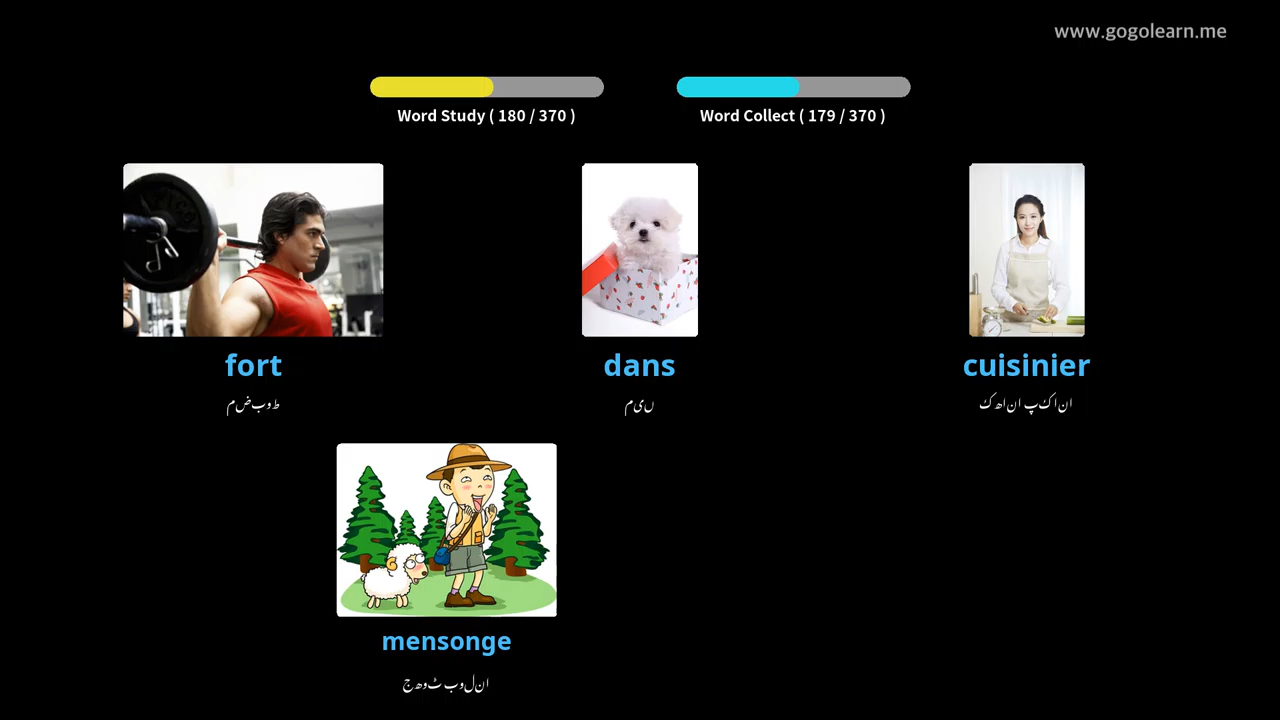 www.gogolearn.me
Word Study ( 180 / 370 )
Word Collect ( 179 / 370 )
fort
طوبضم
dans
ںیم
cuisinier
اناکپ اناھک
mensonge
انلوب ٹوھج